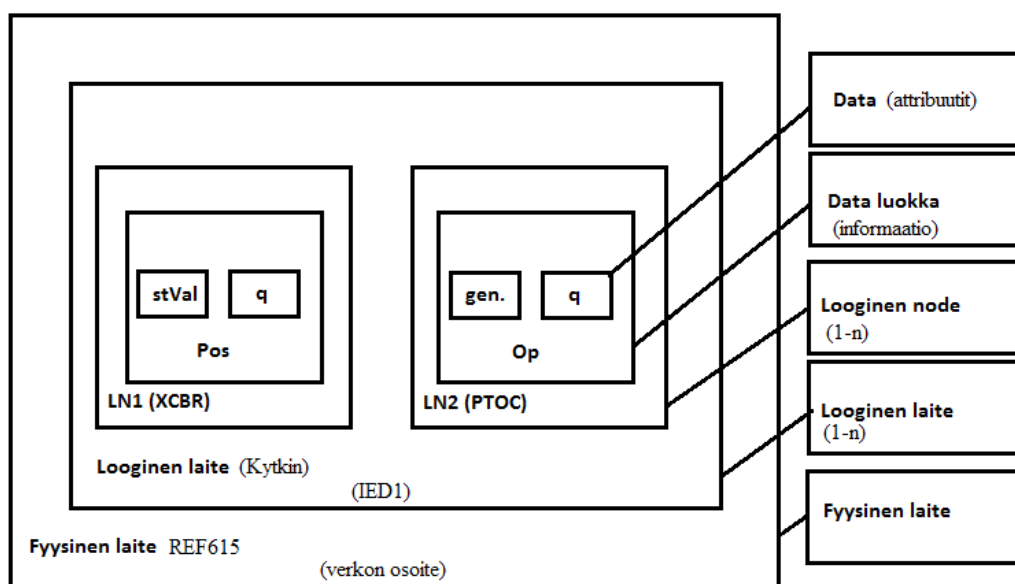 stVal
q
Pos
LN1 (XCBR)
gen.
q
Op
LN2 (PTOC)
Looginen laite (Kytkin)
(IED1)
Fyysinen laite REF615
(verkon osoite)
Data (attribuutit)
Data luokka
(informaatio)
Looginen node
(1-n)
Looginen laite
(1-n)
Fyysinen laite